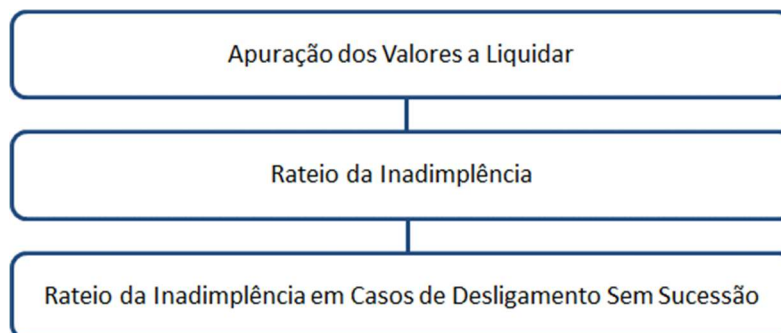 Apuração dos Valores a Liquidar
Rateio da Inadimplência
Rateio da Inadimplência em Casos de Desligamento Sem Sucessão